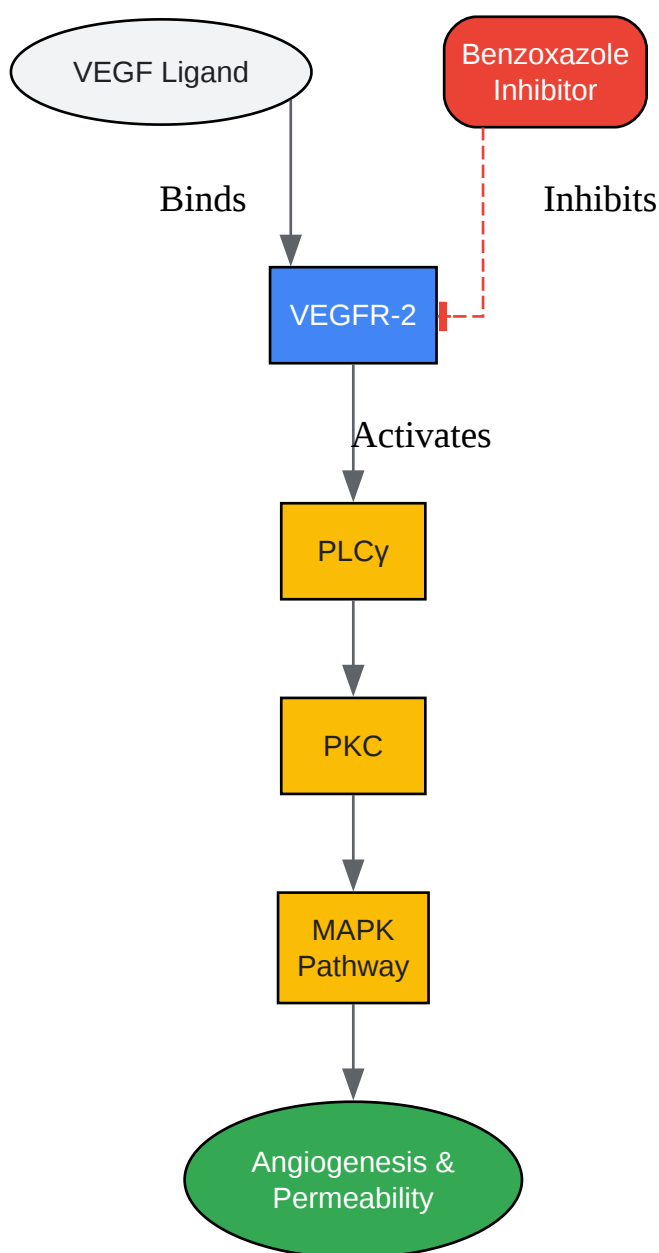 VEGF Ligand
Benzoxazole
Inhibitor
Binds
Inhibits
VEGFR-2
Activates
PLCγ
PKC
MAPK
Pathway
Angiogenesis &
Permeability